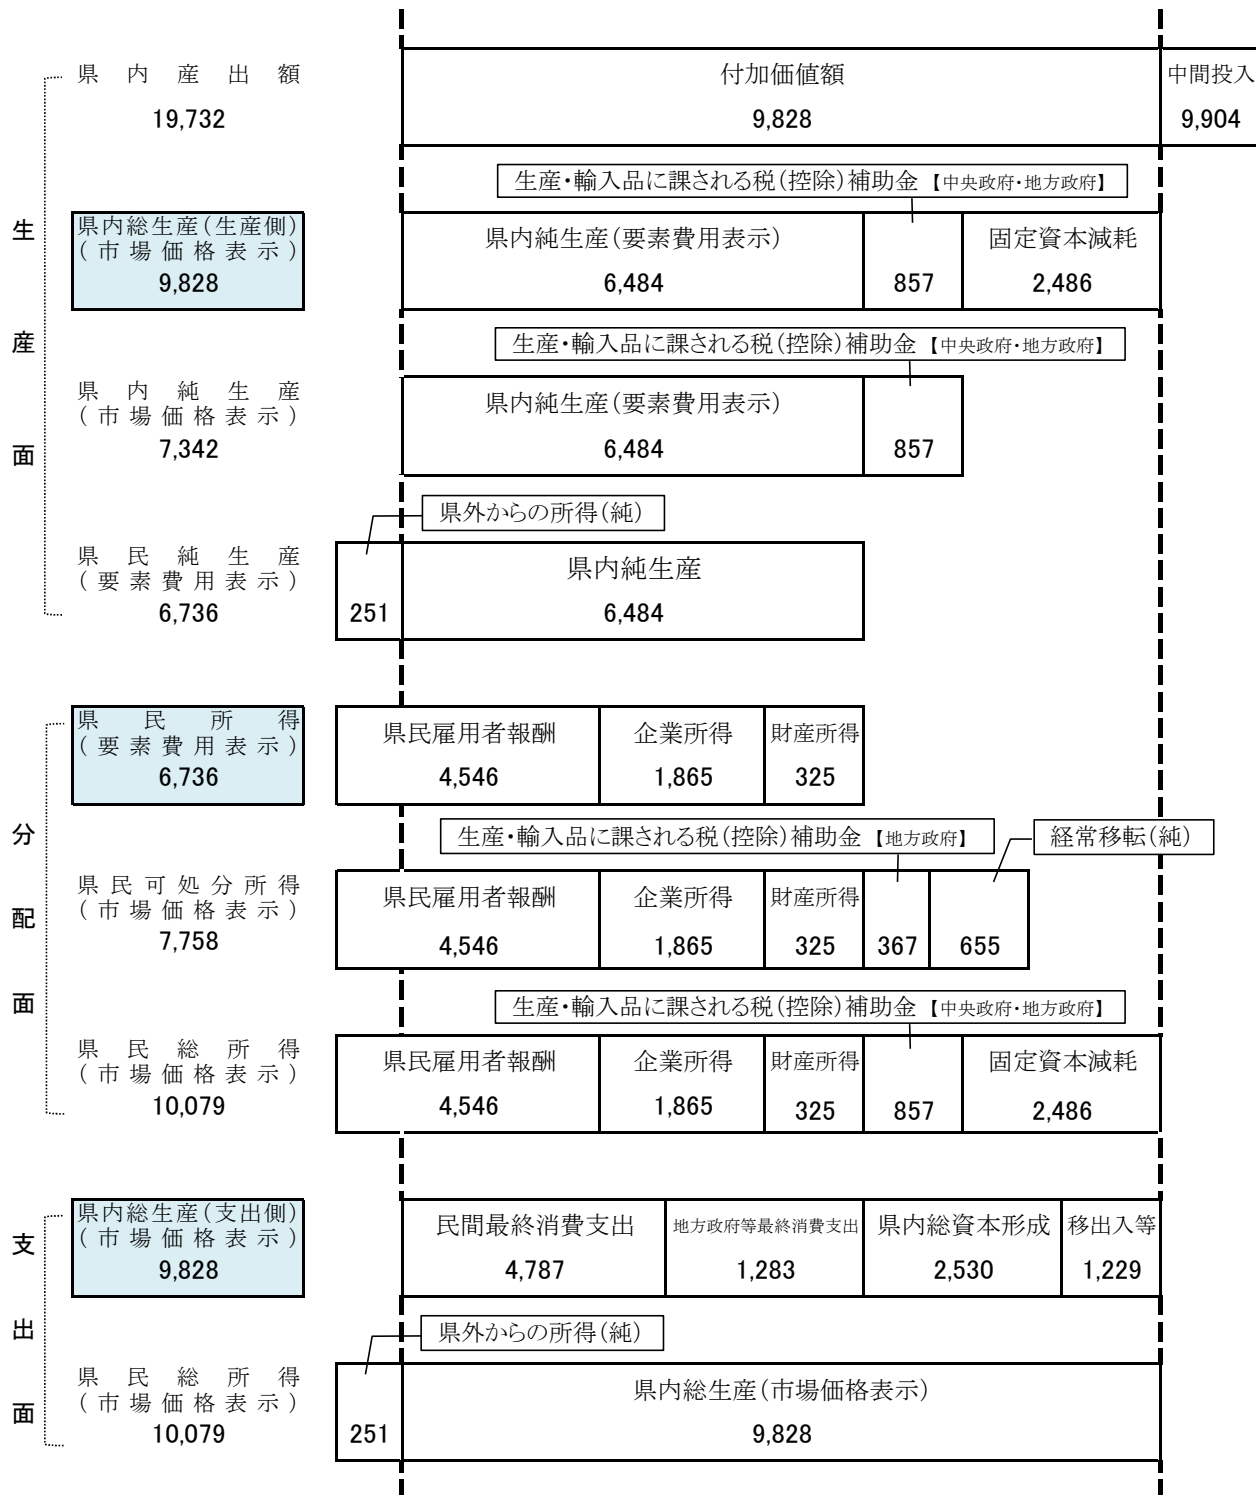 県内産出額
19,732
付加価値額
9,828
中間投入
9,904
生産面
生産・輸入品に課される税(控除)補助金 【中央政府・地方政府】
県内総生産(生産側)
(市場価格表示)
9,828
県内純生産(要素費用表示)
6,484
857
固定資本減耗
2,486
生産・輸入品に課される税(控除)補助金 【中央政府・地方政府】
県内純生産
(市場価格表示)
7,342
県内純生産(要素費用表示)
6,484
857
県外からの所得(純)
県民純生産
(要素費用表示)
6,736
251
県内純生産
6,484
分配面
県民所得
(要素費用表示)
6,736
県民雇用者報酬
4,546
企業所得
1,865
財産所得
325
生産・輸入品に課される税(控除)補助金 【地方政府】
経常移転(純)
県民可処分所得
(市場価格表示)
7,758
県民雇用者報酬
4,546
企業所得
1,865
財産所得
325
367
655
生産・輸入品に課される税(控除)補助金 【中央政府・地方政府】
県民総所得
(市場価格表示)
10,079
県民雇用者報酬
4,546
企業所得
1,865
財産所得
325
857
固定資本減耗
2,486
支出面
県内総生産(支出側)
(市場価格表示)
9,828
民間最終消費支出
4,787
地方政府等最終消費支出
1,283
県内総資本形成
2,530
移出入等
1,229
県外からの所得(純)
県民総所得
(市場価格表示)
10,079
251
県内総生産(市場価格表示)
9,828